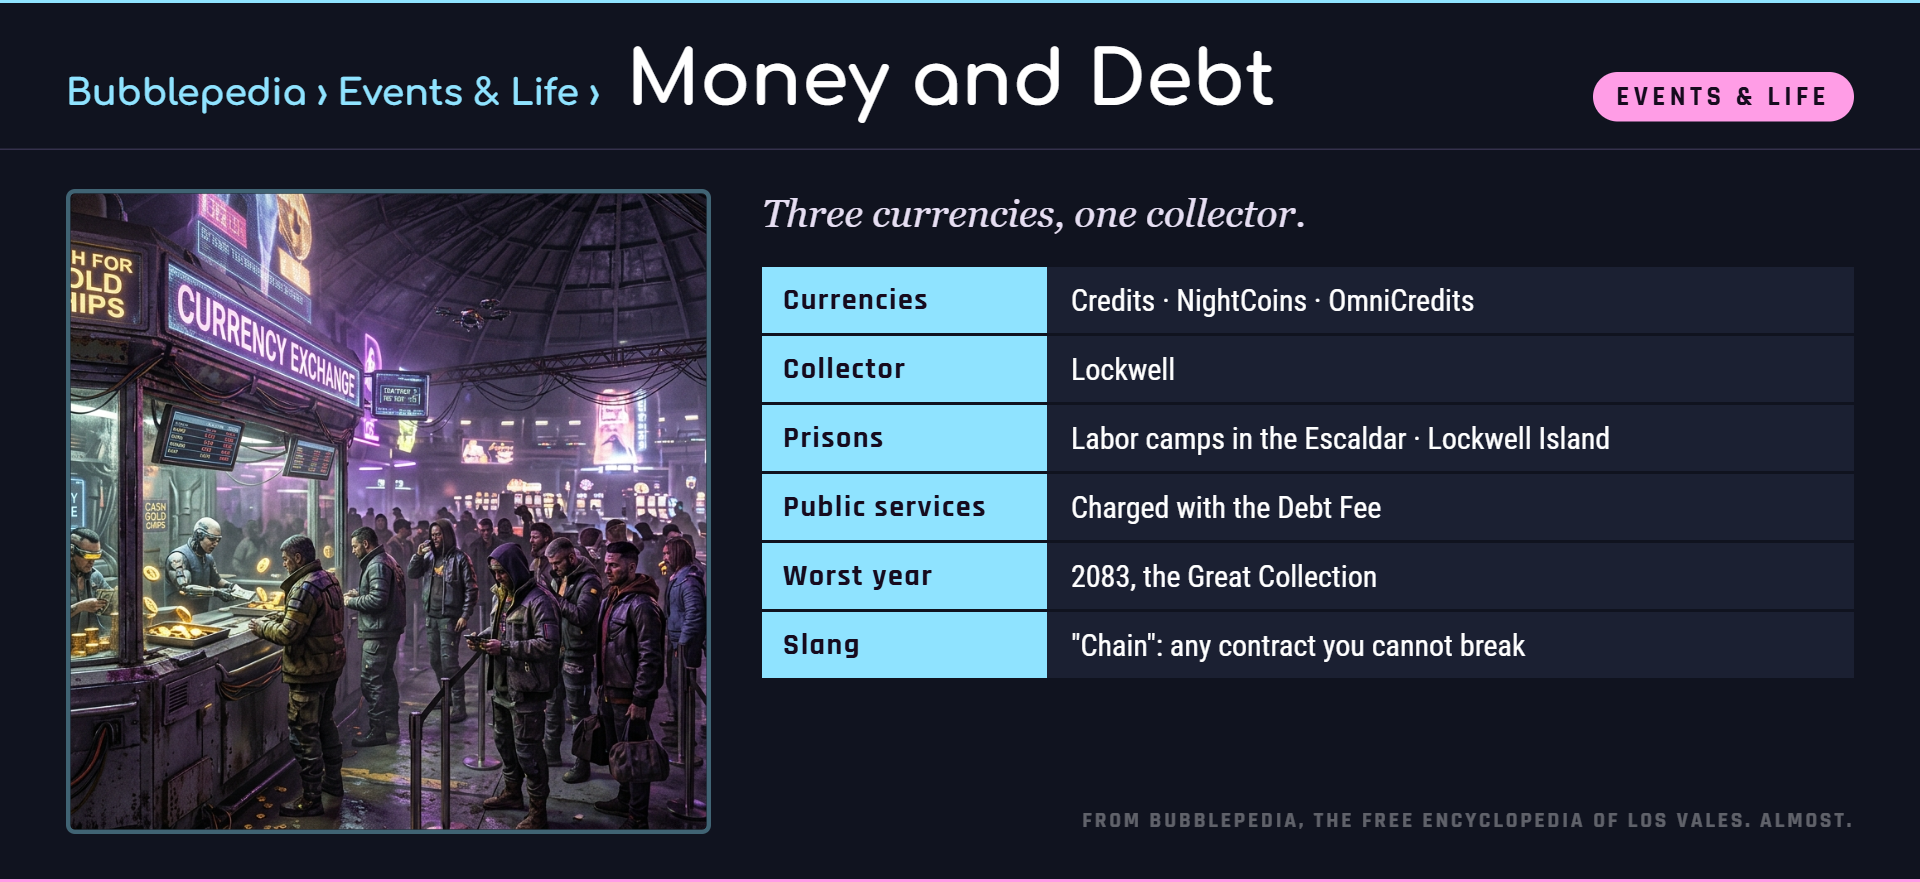 Bubblepedia › Events & Life › Money and Debt
EVENTS & LIFE
H FOR
OLD
HIPS
CURRENCY EXCHANGE
CASH
GOLD
CHIPS
Three currencies, one collector.
Currencies Credits · NightCoins · OmniCredits
Collector Lockwell
Prisons Labor camps in the Escaldar · Lockwell Island
Public services Charged with the Debt Fee
Worst year 2083, the Great Collection
Slang "Chain": any contract you cannot break
FROM BUBBLEPEDIA, THE FREE ENCYCLOPEDIA OF LOS VALES. ALMOST.